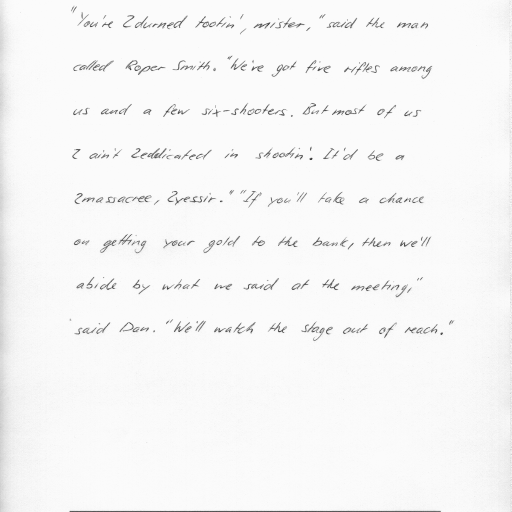 "You're 2durned tootin', mister," said the man
called Roper Smith. "We've got five rifles among
us and a few six-shooters. But most of us
2 ain't 2eddicated in shootin'. It'd be a
2massacree, 2yessir." "If you'll take a chance
on getting your gold to the bank, then we'll
abide by what we said at the meeting,"
said Dan. "We'll watch the stage out of reach."